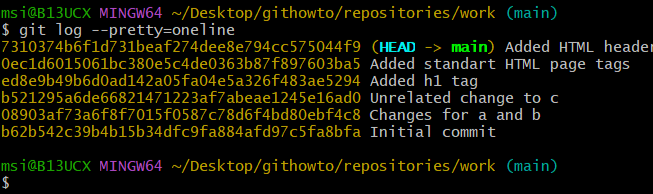 msi@B13UCX MINGW64 ~/Desktop/githowto/repositories/work (main)
$ git log --pretty=oneline
7310374b6f1d731beaf274dee8e794cc575044f9 (HEAD -> main) Added HTML header
0ec1d6015061bc380e5c4de0363b87f897603ba5 Added standart HTML page tags
ed8e9b49b6d0ad142a05fa04e5a326f483ae5294 Added h1 tag
b521295a6de66821471223af7abeae1245e16ad0 Unrelated change to c
08903af73a6f8f7015f0587c78d6f4bd80ebf4c8 Changes for a and b
b62b542c39b4b15b34dfc9fa884afd97c5fa8bfa Initial commit
msi@B13UCX MINGW64 ~/Desktop/githowto/repositories/work (main)
$